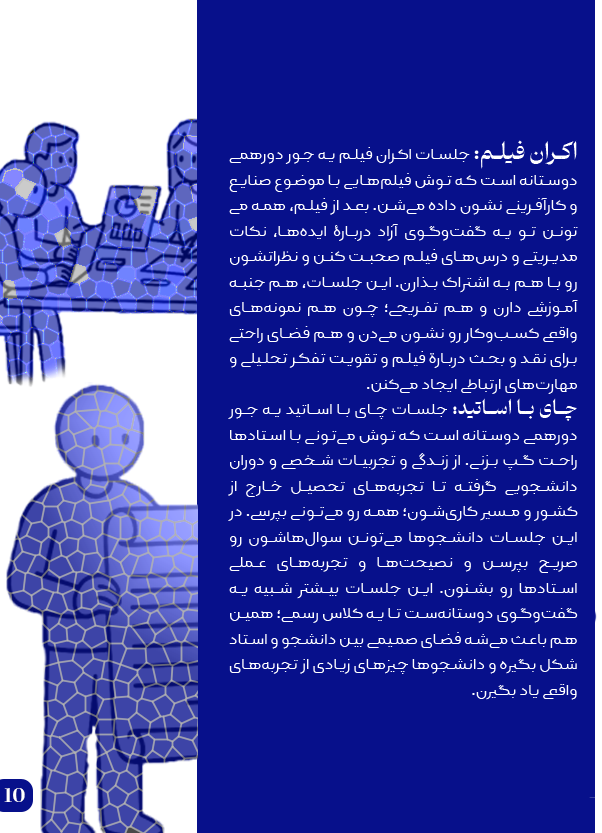 اکران فیلم: جلسات اکران فیلم یه جور دورهمی
دوستانه است که توش فیلم‌هایی با موضوع صنایع
و کارآفرینی نشون داده می‌شن. بعد از فیلم، همه می
تونن تو یه گفت‌وگوی آزاد دربارهٔ ایده‌ها، نکات
مدیریتی و درس‌های فیلم صحبت کنن و نظراتشون
رو با هم به اشتراک بذارن. این جلسات، هم جنبه
آموزشی دارن و هم تفریحی؛ چون هم نمونه‌های
واقعی کسب‌وکار رو نشون می‌دن و هم فضای راحتی
برای نقد و بحث دربارهٔ فیلم و تقویت تفکر تحلیلی و
مهارت‌های ارتباطی ایجاد می‌کنن.
چای با اساتید: جلسات چای با اساتید یه جور
دورهمی دوستانه است که توش می‌تونی با استادها
راحت گپ بزنی. از زندگی و تجربیات شخصی و دوران
دانشجویی گرفته تا تجربه‌های تحصیل خارج از
کشور و مسیر کاری‌شون؛ همه رو می‌تونی بپرسی. در
این جلسات دانشجوها می‌تونن سوال‌هاشون رو
صریح بپرسن و نصیحت‌ها و تجربه‌های عملی
استادها رو بشنون. این جلسات بیشتر شبیه یه
گفت‌وگوی دوستانه‌ست تا یه کلاس رسمی؛ همین
هم باعث می‌شه فضای صمیمی بین دانشجو و استاد
شکل بگیره و دانشجوها چیزهای زیادی از تجربه‌های
واقعی یاد بگیرن.
10